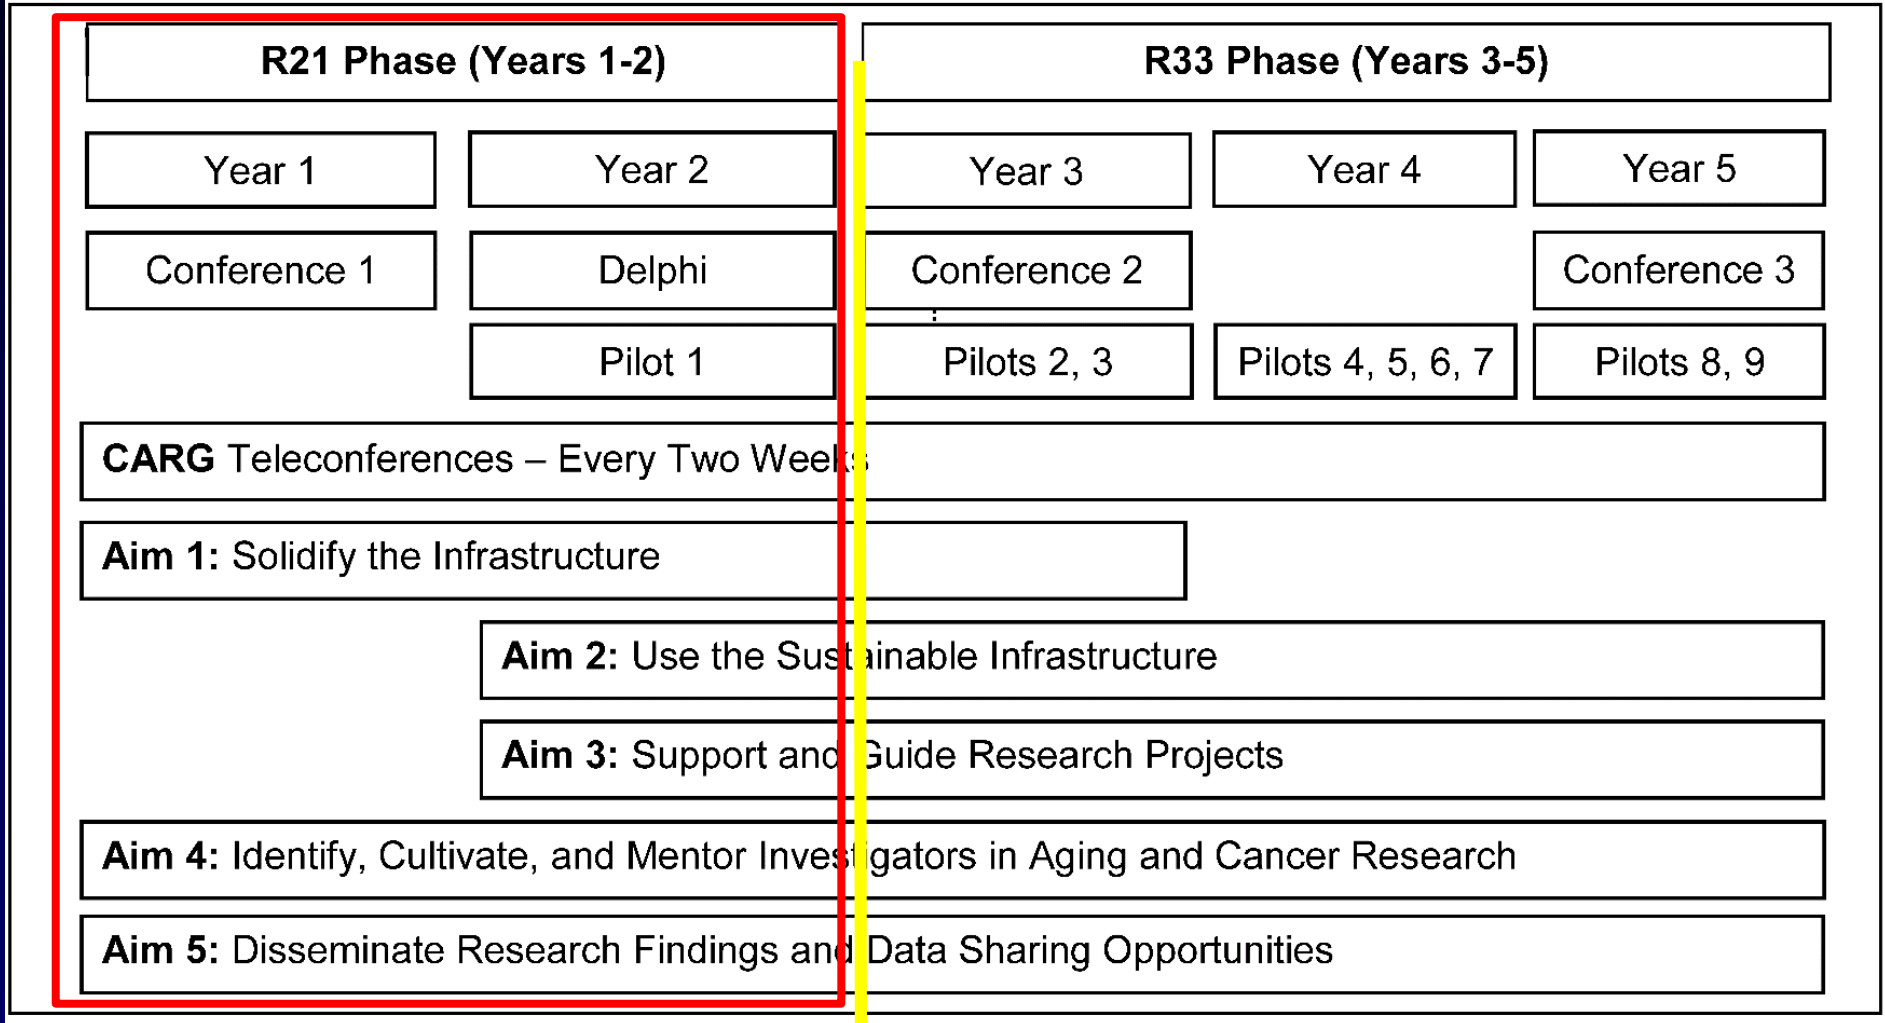 R21 Phase (Years 1-2)
R33 Phase (Years 3-5)
Year 1
Year 2
Year 3
Year 4
Year 5
Conference 1
Delphi
Conference 2
Conference 3
Pilot 1
Pilots 2, 3
Pilots 4, 5, 6, 7
Pilots 8, 9
CARG Teleconferences – Every Two Weeks
Aim 1: Solidify the Infrastructure
Aim 2: Use the Sustainable Infrastructure
Aim 3: Support and Guide Research Projects
Aim 4: Identify, Cultivate, and Mentor Investigators in Aging and Cancer Research
Aim 5: Disseminate Research Findings and Data Sharing Opportunities